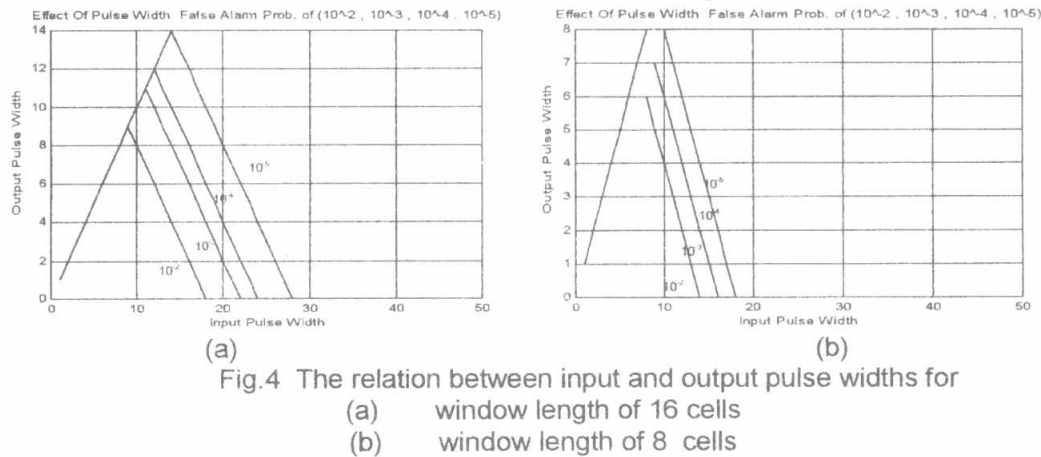 Effect Of Pulse Width False Alarm Prob. of (10^-2 , 10^-3 , 10^-4 , 10^-5)
14
12
10
8
6
4
2
0
Output Pulse Width
10^-5
10^-4
10^-2
0 10 20 30 40 50
Input Pulse Width
(a)
Effect Of Pulse Width False Alarm Prob. of (10^-2 , 10^-3 , 10^-4 , 10^-5)
8
7
6
5
4
3
2
1
0
Output Pulse Width
10^-5
10^-4
10^-3
10^-2
0 10 20 30 40 50
Input Pulse Width
(b)
Fig.4 The relation between input and output pulse widths for
(a) window length of 16 cells
(b) window length of 8 cells